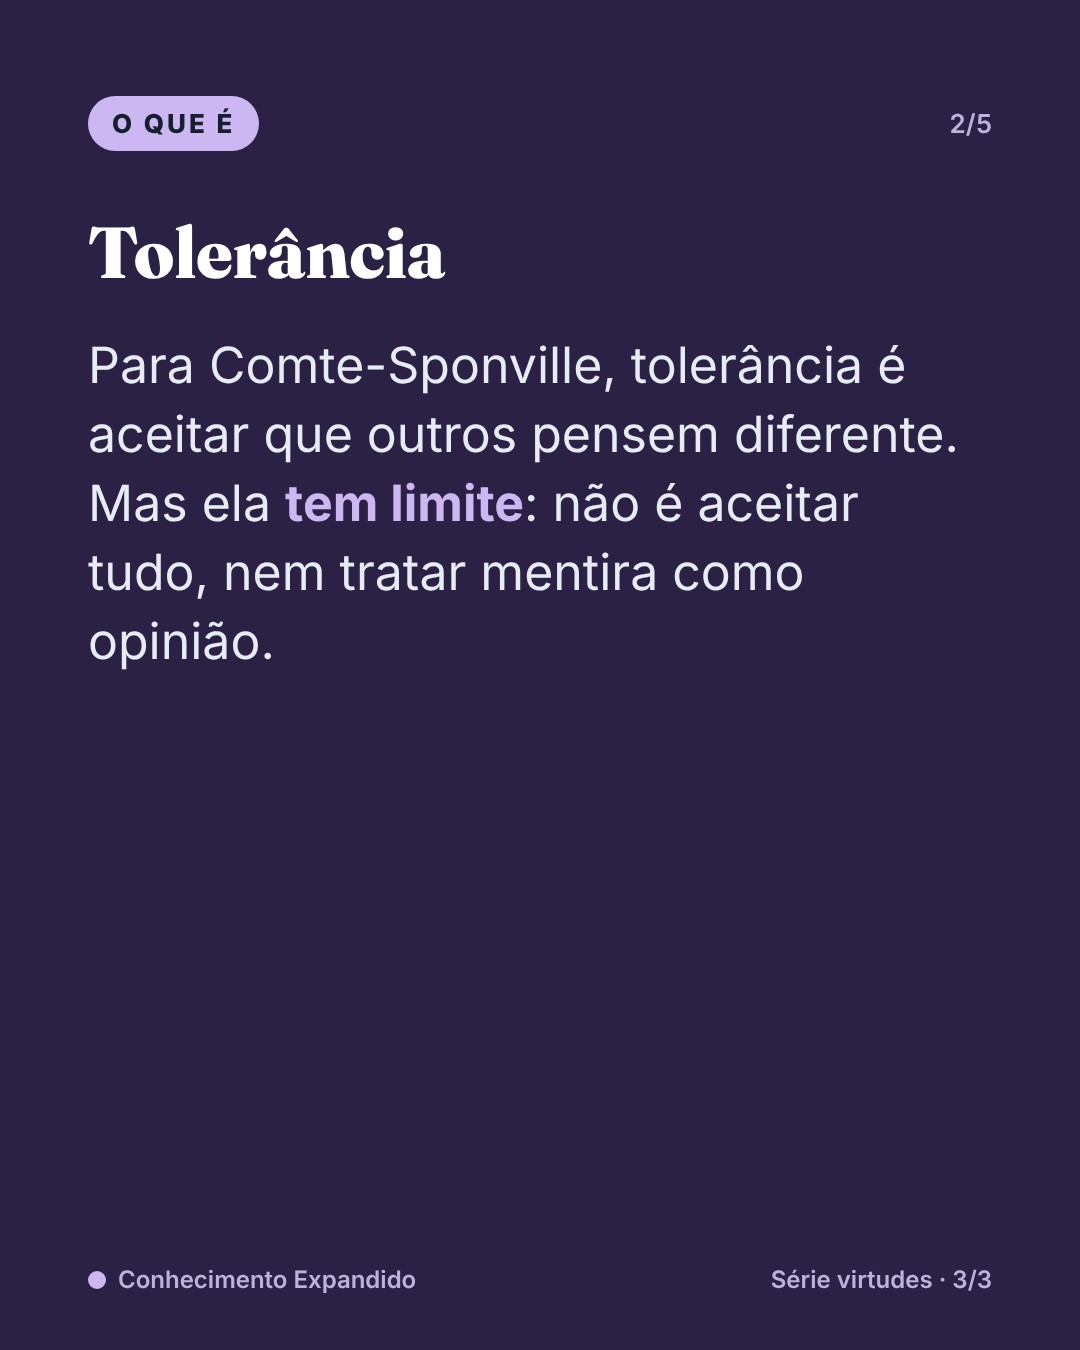 O QUE É
2/5
Tolerância
Para Comte-Sponville, tolerância é
aceitar que outros pensem diferente.
Mas ela tem limite: não é aceitar
tudo, nem tratar mentira como
opinião.
Conhecimento Expandido
Série virtudes · 3/3